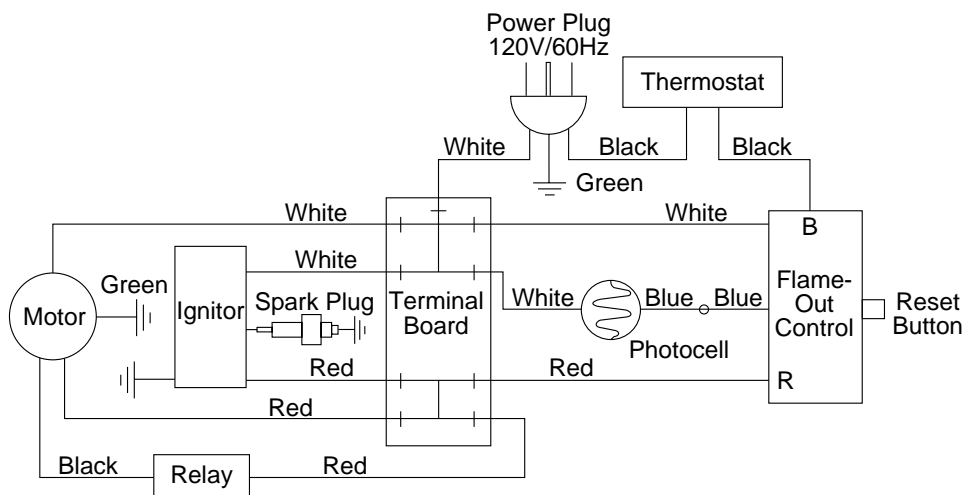 Power Plug
120V/60Hz
Thermostat
White
Black
Black
Green
White
White
B
Green
White
Ignitor
Spark Plug
Motor
Terminal
Board
White
Blue
Blue
Photocell
Flame-
Out
Control
Reset
Button
Red
Red
R
Red
Black
Relay
Red